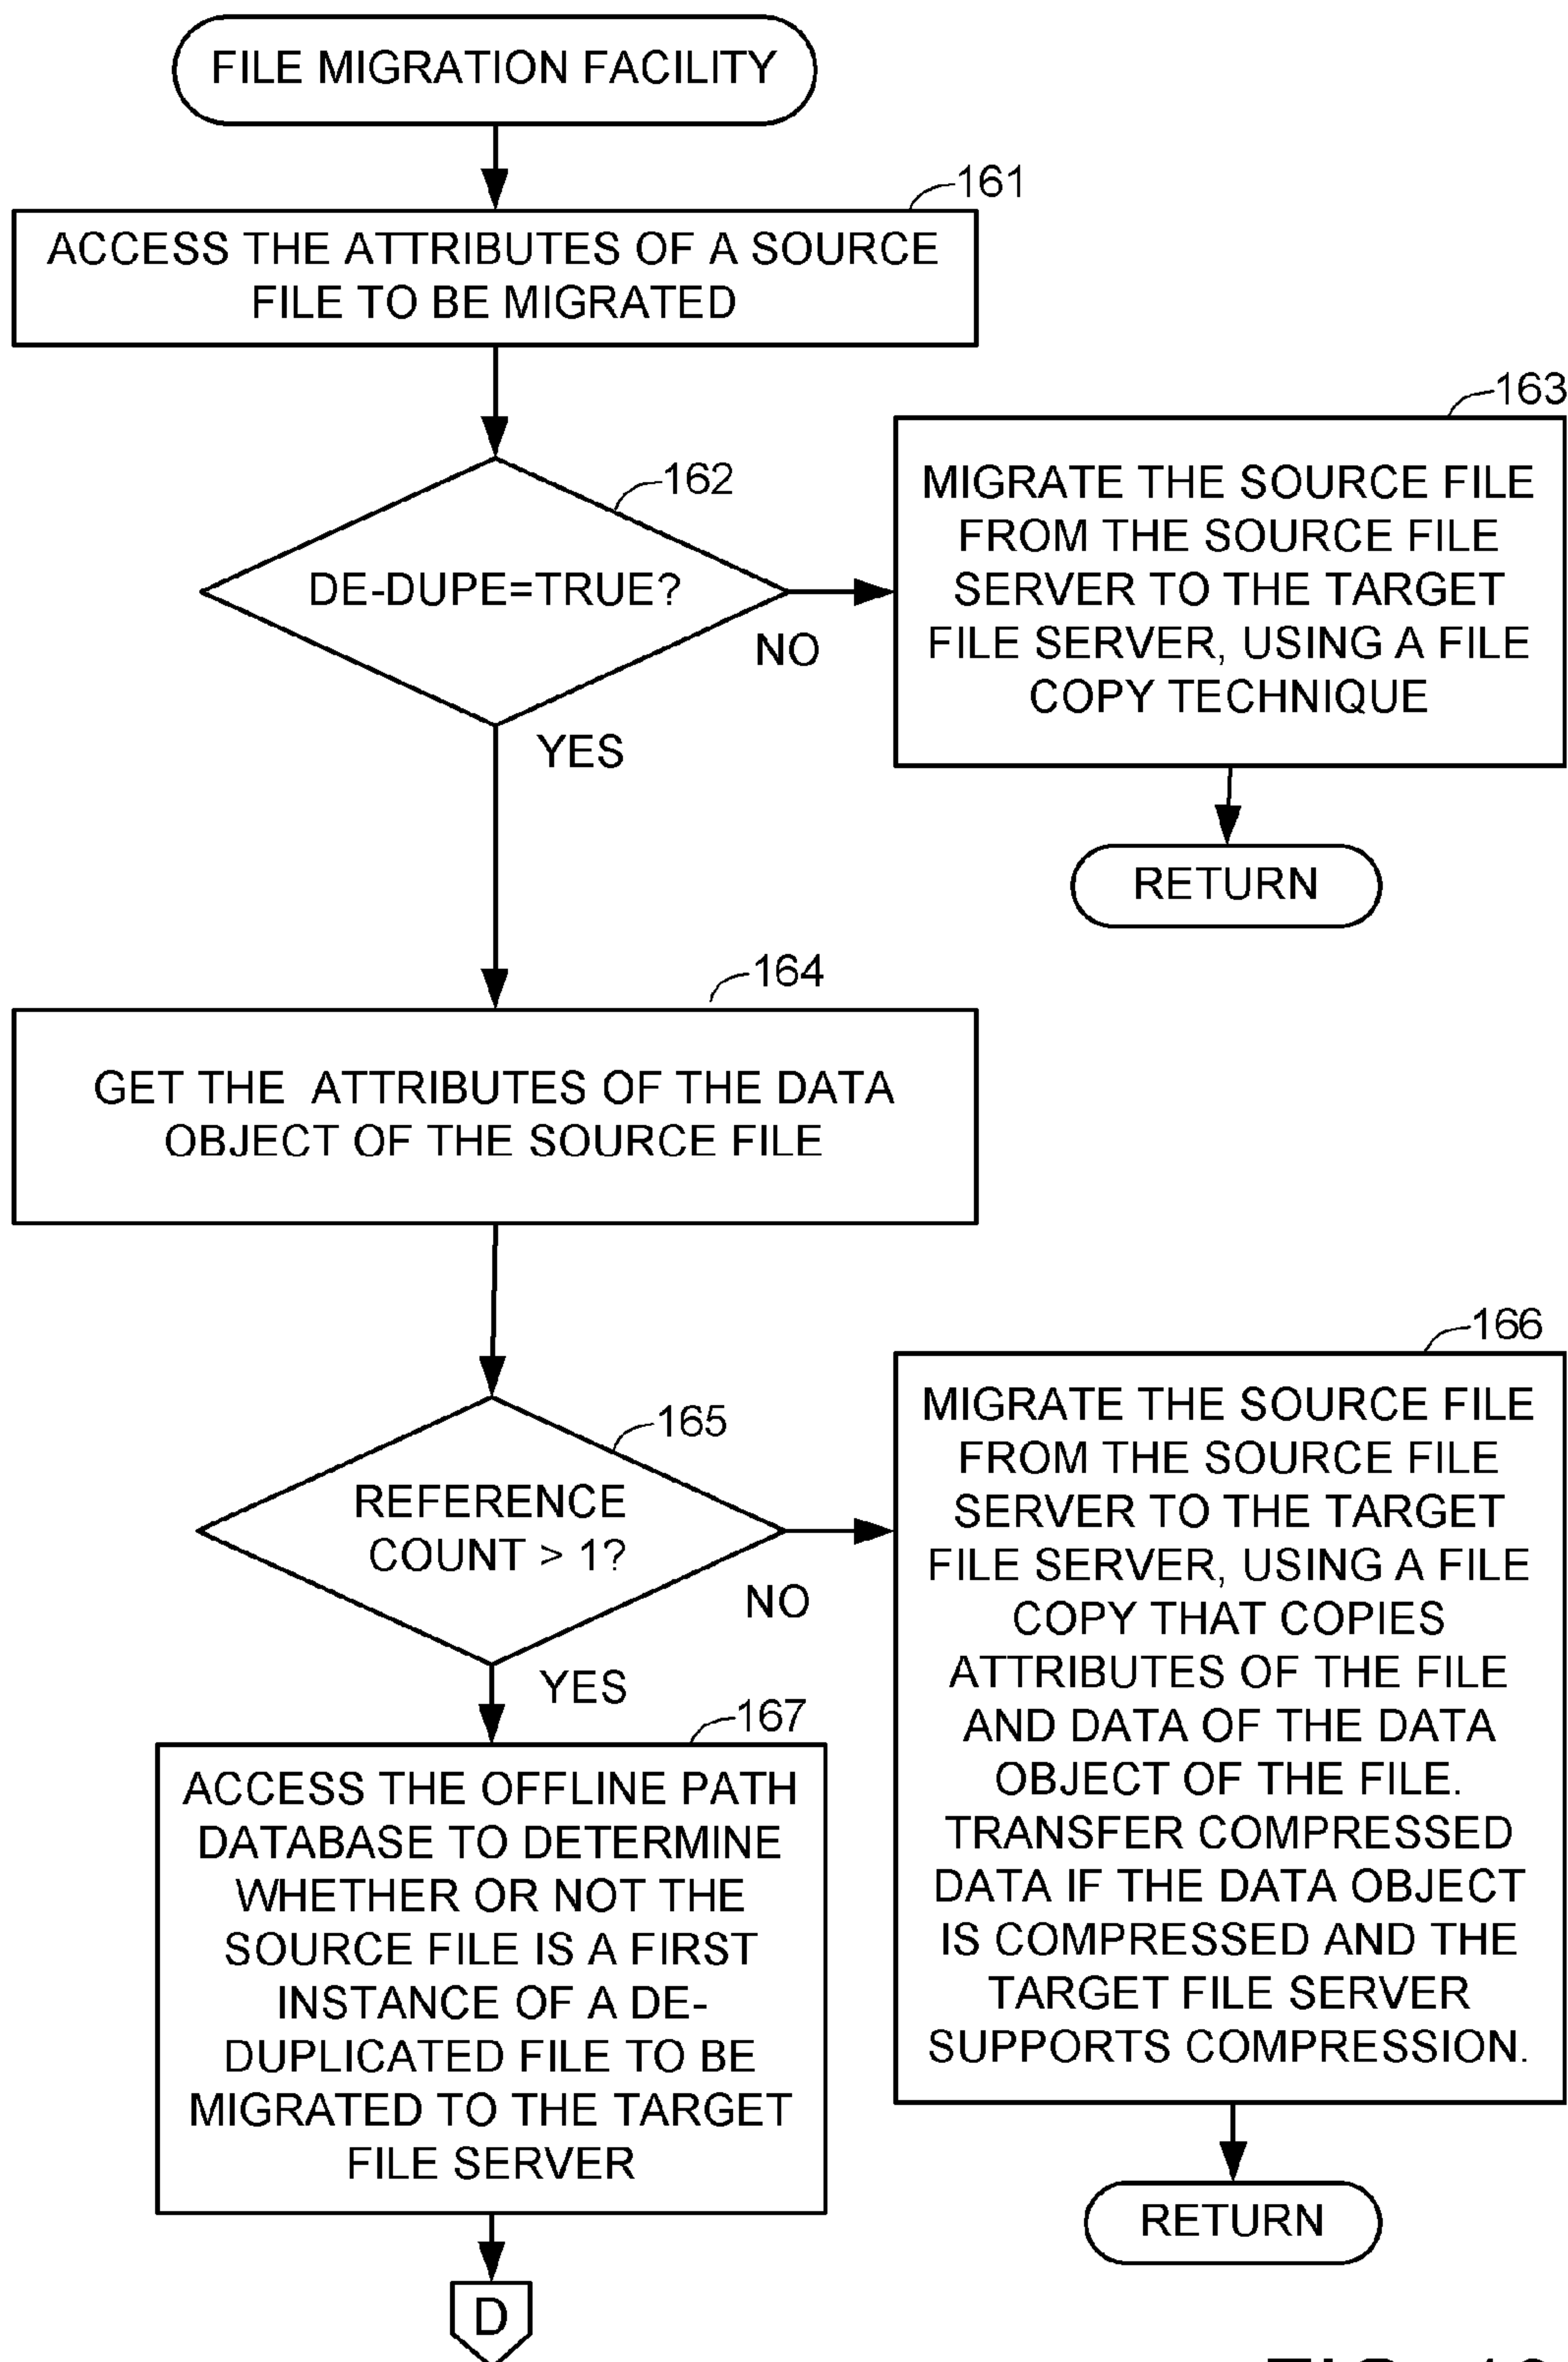 FILE MIGRATION FACILITY
161
ACCESS THE ATTRIBUTES OF A SOURCE
FILE TO BE MIGRATED
162
DE-DUPE=TRUE?
NO
YES
163
MIGRATE THE SOURCE FILE
FROM THE SOURCE FILE
SERVER TO THE TARGET
FILE SERVER, USING A FILE
COPY TECHNIQUE
RETURN
164
GET THE ATTRIBUTES OF THE DATA
OBJECT OF THE SOURCE FILE
165
REFERENCE
COUNT > 1?
NO
YES
166
MIGRATE THE SOURCE FILE
FROM THE SOURCE FILE
SERVER TO THE TARGET
FILE SERVER, USING A FILE
COPY THAT COPIES
ATTRIBUTES OF THE FILE
AND DATA OF THE DATA
OBJECT OF THE FILE.
TRANSFER COMPRESSED
DATA IF THE DATA OBJECT
IS COMPRESSED AND THE
TARGET FILE SERVER
SUPPORTS COMPRESSION.
RETURN
167
ACCESS THE OFFLINE PATH
DATABASE TO DETERMINE
WHETHER OR NOT THE
SOURCE FILE IS A FIRST
INSTANCE OF A DE-
DUPLICATED FILE TO BE
MIGRATED TO THE TARGET
FILE SERVER
D